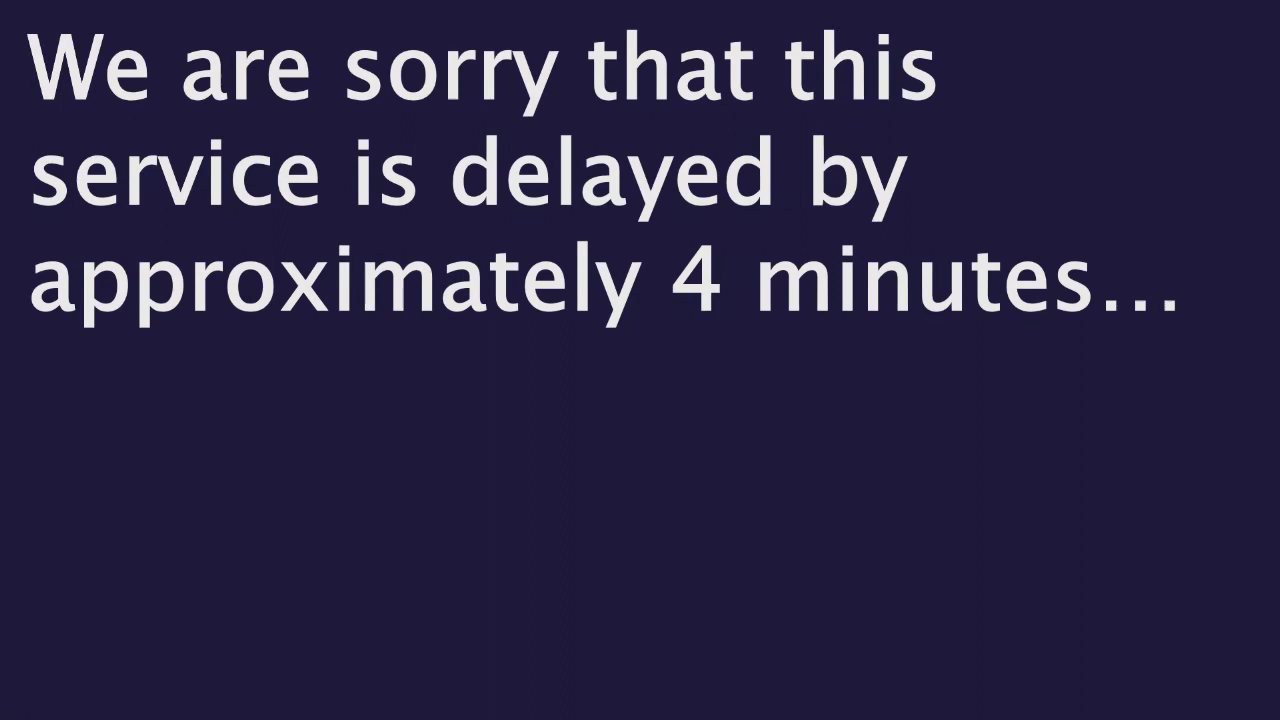 We are sorry that this
service is delayed by
approximately 4 minutes...